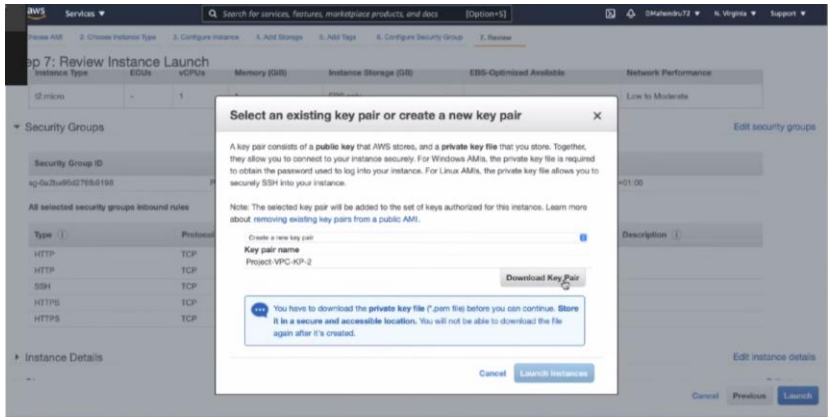 aws
Services ▼
Search for services, features, marketplace products, and docs [Option+S]
DMahendru72 ▼ N. Virginia ▼ Support ▼
Choose AMI 2. Choose Instance Type 3. Configure Instance 4. Add Storage 5. Add Tags 6. Configure Security Group 7. Review
ep 7: Review Instance Launch
Instance Type ECUs vCPUs Memory (GiB) Instance Storage (GB) EBS-Optimized Available Network Performance
t2.micro - 1 Low to Moderate
Security Groups
Edit security groups
Security Group ID
+01:00
All selected security groups inbound rules
Type Protocol Description
HTTP TCP
HTTP TCP
SSH TCP
HTTPS TCP
HTTPS TCP
Instance Details
Edit instance details
Cancel Previous Launch
Select an existing key pair or create a new key pair
A key pair consists of a public key that AWS stores, and a private key file that you store. Together,
they allow you to connect to your instance securely. For Windows AMIs, the private key file is required
to obtain the password used to log into your instance. For Linux AMIs, the private key file allows you to
securely SSH into your instance.
Note: The selected key pair will be added to the set of keys authorized for this instance. Learn more
about removing existing key pairs from a public AMI.
Create a new key pair
Key pair name
Project-VPC-KP-2
Download Key Pair
You have to download the private key file (*.pem file) before you can continue. Store
it in a secure and accessible location. You will not be able to download the file
again after it's created.
Cancel Launch Instances